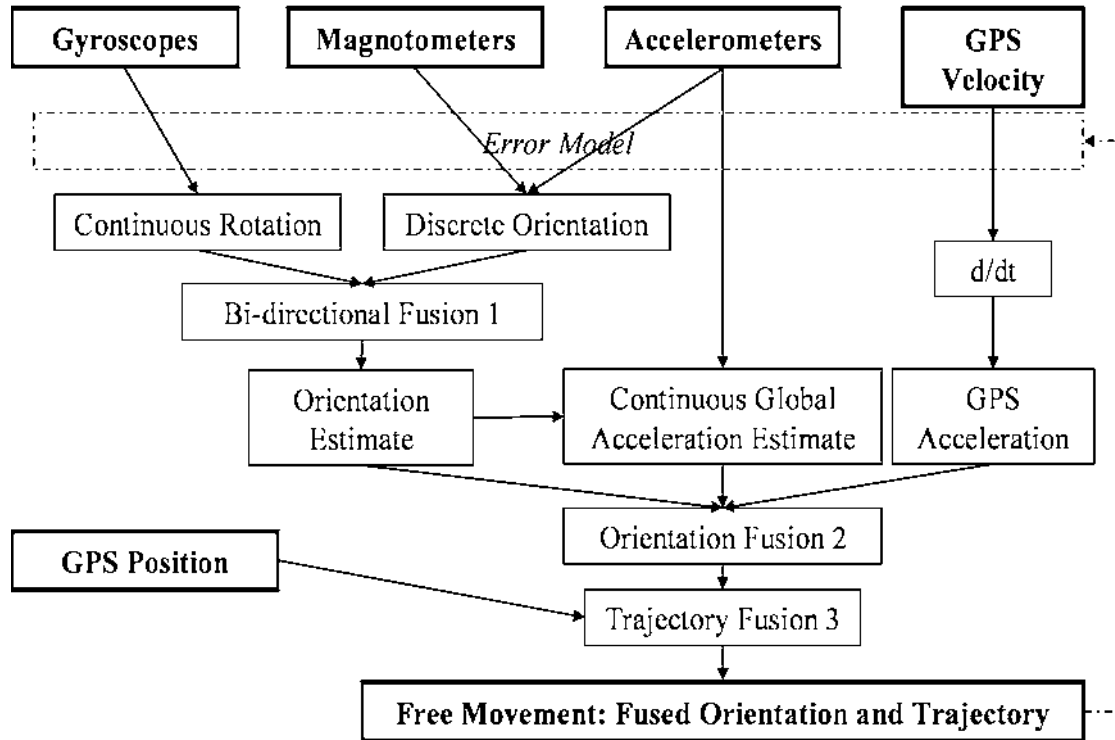 Gyroscopes
Magnotometers
Accelerometers
GPS
Velocity
Error Model
Continuous Rotation
Discrete Orientation
d/dt
Bi-directional Fusion 1
Orientation
Estimate
Continuous Global
Acceleration Estimate
GPS
Acceleration
Orientation Fusion 2
GPS Position
Trajectory Fusion 3
Free Movement: Fused Orientation and Trajectory